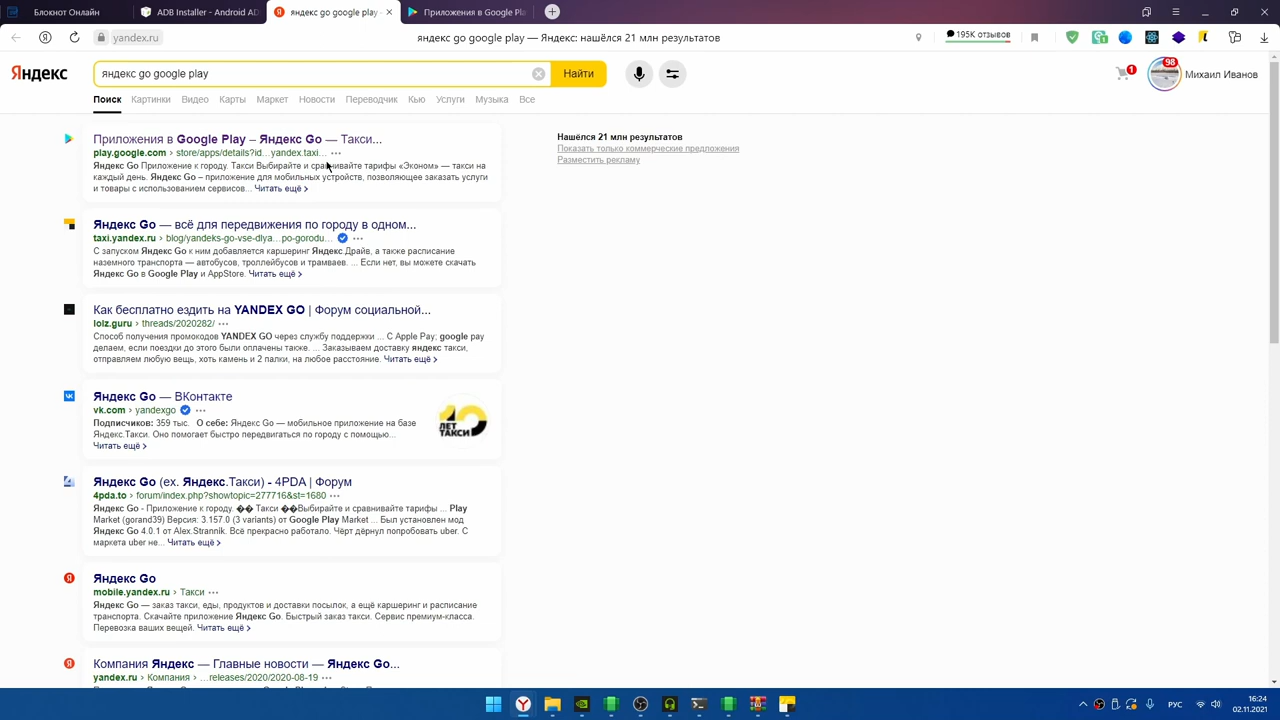 Блокнот Онлайн
ADB Installer - Android AD
яндекс go google play
Приложения в Google Pla
yandex.ru
яндекс go google play — Яндекс: нашёлся 21 млн результатов
195K отзывов
Яндекс
яндекс go google play
Найти
1
98
Михаил Иванов
Поиск Картинки Видео Карты Маркет Новости Переводчик Кью Услуги Музыка Все
Приложения в Google Play – Яндекс Go — Такси...
play.google.com › store/apps/details?id...yandex.taxi...
Яндекс Go Приложение к городу. Такси Выбирайте и сравнивайте тарифы «Эконом» — такси на
каждый день. Яндекс Go – приложение для мобильных устройств, позволяющее заказать услуги
и товары с использованием сервисов... Читать ещё ›
Яндекс Go — всё для передвижения по городу в одном...
taxi.yandex.ru › blog/yandeks-go-vse-dlya...po-gorodu...
С запуском Яндекс Go к ним добавляется каршеринг Яндекс.Драйв, а также расписание
наземного транспорта — автобусов, троллейбусов и трамваев. ... Если нет, вы можете скачать
Яндекс Go в Google Play и AppStore. Читать ещё ›
Как бесплатно ездить на YANDEX GO | Форум социальной...
lolz.guru › threads/2020282/
Способ получения промокодов YANDEX GO через службу поддержки ... С Apple Pay; google pay
делаем, если поездки до этого были оплачены также. ... Заказываем доставку яндекс такси,
отправляем любую вещь, хоть камень и 2 палки, на любое расстояние. Читать ещё ›
Яндекс Go — ВКонтакте
vk.com › yandexgo
Подписчиков: 359 тыс. О себе: Яндекс Go — мобильное приложение на базе
Яндекс.Такси. Оно помогает быстро передвигаться по городу с помощью...
Читать ещё ›
ЛЕТ ТАКСИ
Яндекс Go (ex. Яндекс.Такси) - 4PDA | Форум
4pda.to › forum/index.php?showtopic=277716&st=1680
Яндекс Go - Приложение к городу. �� Такси ��Выбирайте и сравнивайте тарифы ... Play
Market (gorand39) Версия: 3.157.0 (3 variants) от Google Play Market ... Был установлен мод
Яндекс Go 4.0.1 от Alex.Strannik. Всё прекрасно работало. Чёрт дёрнул попробовать uber. С
маркета uber не... Читать ещё ›
Яндекс Go
mobile.yandex.ru › Такси
Яндекс Go — заказ такси, еды, продуктов и доставки посылок, а ещё каршеринг и расписание
транспорта. Скачайте приложение Яндекс Go. Быстрый заказ такси. Сервис премиум-класса.
Перевозка ваших вещей. Читать ещё ›
Компания Яндекс — Главные новости — Яндекс Go...
yandex.ru › Компания › ...releases/2020/2020-08-19
Нашёлся 21 млн результатов
Показать только коммерческие предложения
Разместить рекламу
РУС
16:24
02.11.2021